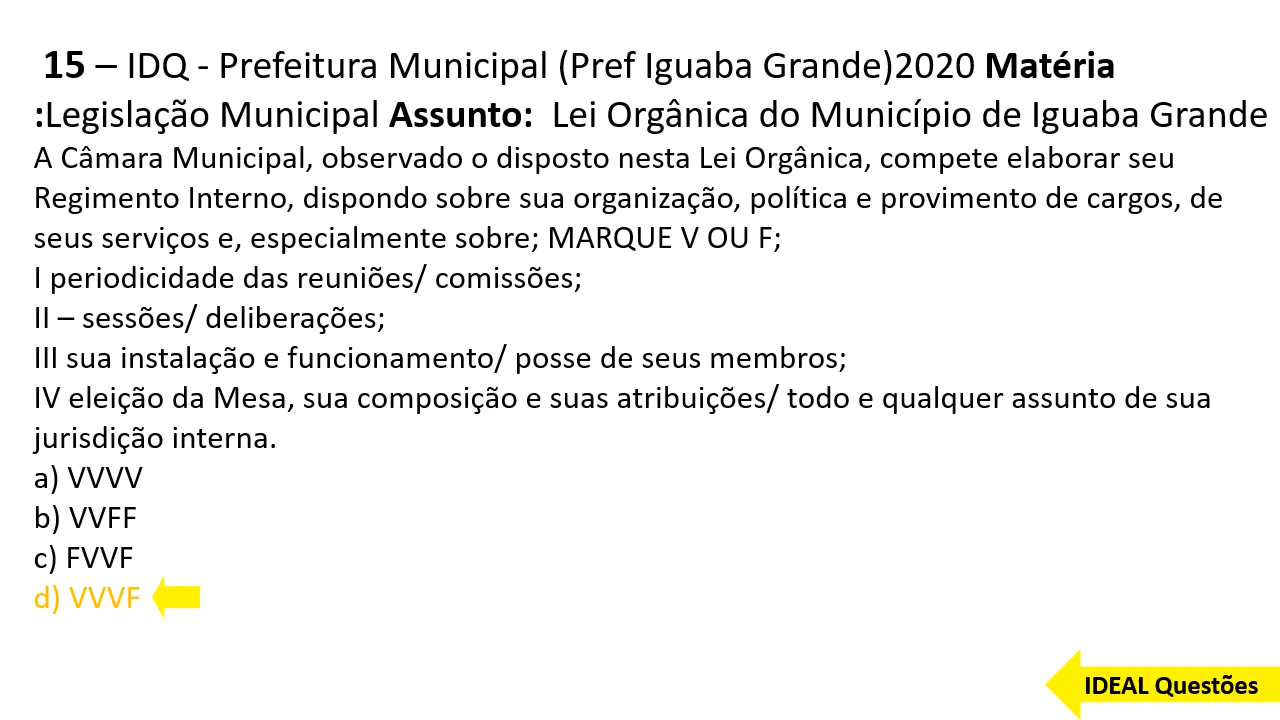 15 – IDQ - Prefeitura Municipal (Pref Iguaba Grande)2020 Matéria
:Legislação Municipal Assunto: Lei Orgânica do Município de Iguaba Grande
A Câmara Municipal, observado o disposto nesta Lei Orgânica, compete elaborar seu
Regimento Interno, dispondo sobre sua organização, política e provimento de cargos, de
seus serviços e, especialmente sobre; MARQUE V OU F;
I periodicidade das reuniões/ comissões;
II – sessões/ deliberações;
III sua instalação e funcionamento/ posse de seus membros;
IV eleição da Mesa, sua composição e suas atribuições/ todo e qualquer assunto de sua
jurisdição interna.
a) VVVV
b) VVFF
c) FVVF
d) VVVF
IDEAL Questões